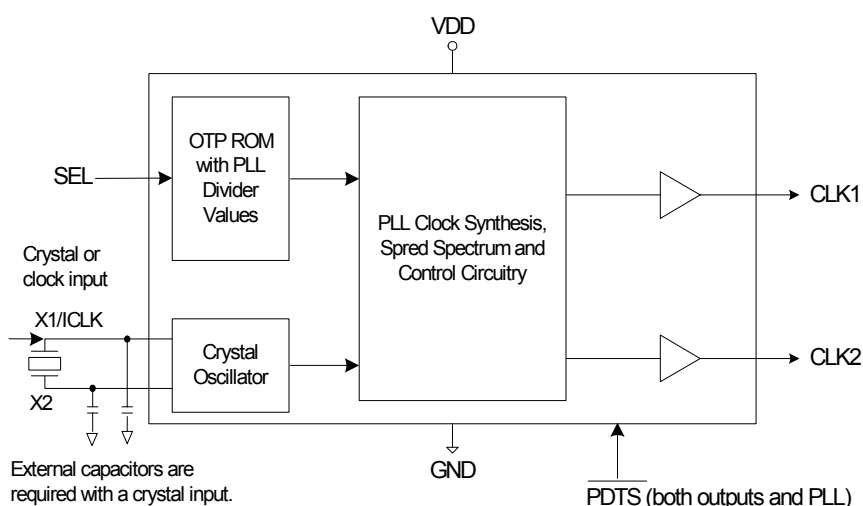 VDD
OTP ROM
with PLL
Divider
Values
SEL
CLK1
PLL Clock Synthesis,
Spred Spectrum and
Control Circuitry
Crystal or
clock input
X1/ICLK
Crystal
Oscillator
CLK2
X2
GND
External capacitors are
required with a crystal input.
PDTS (both outputs and PLL)